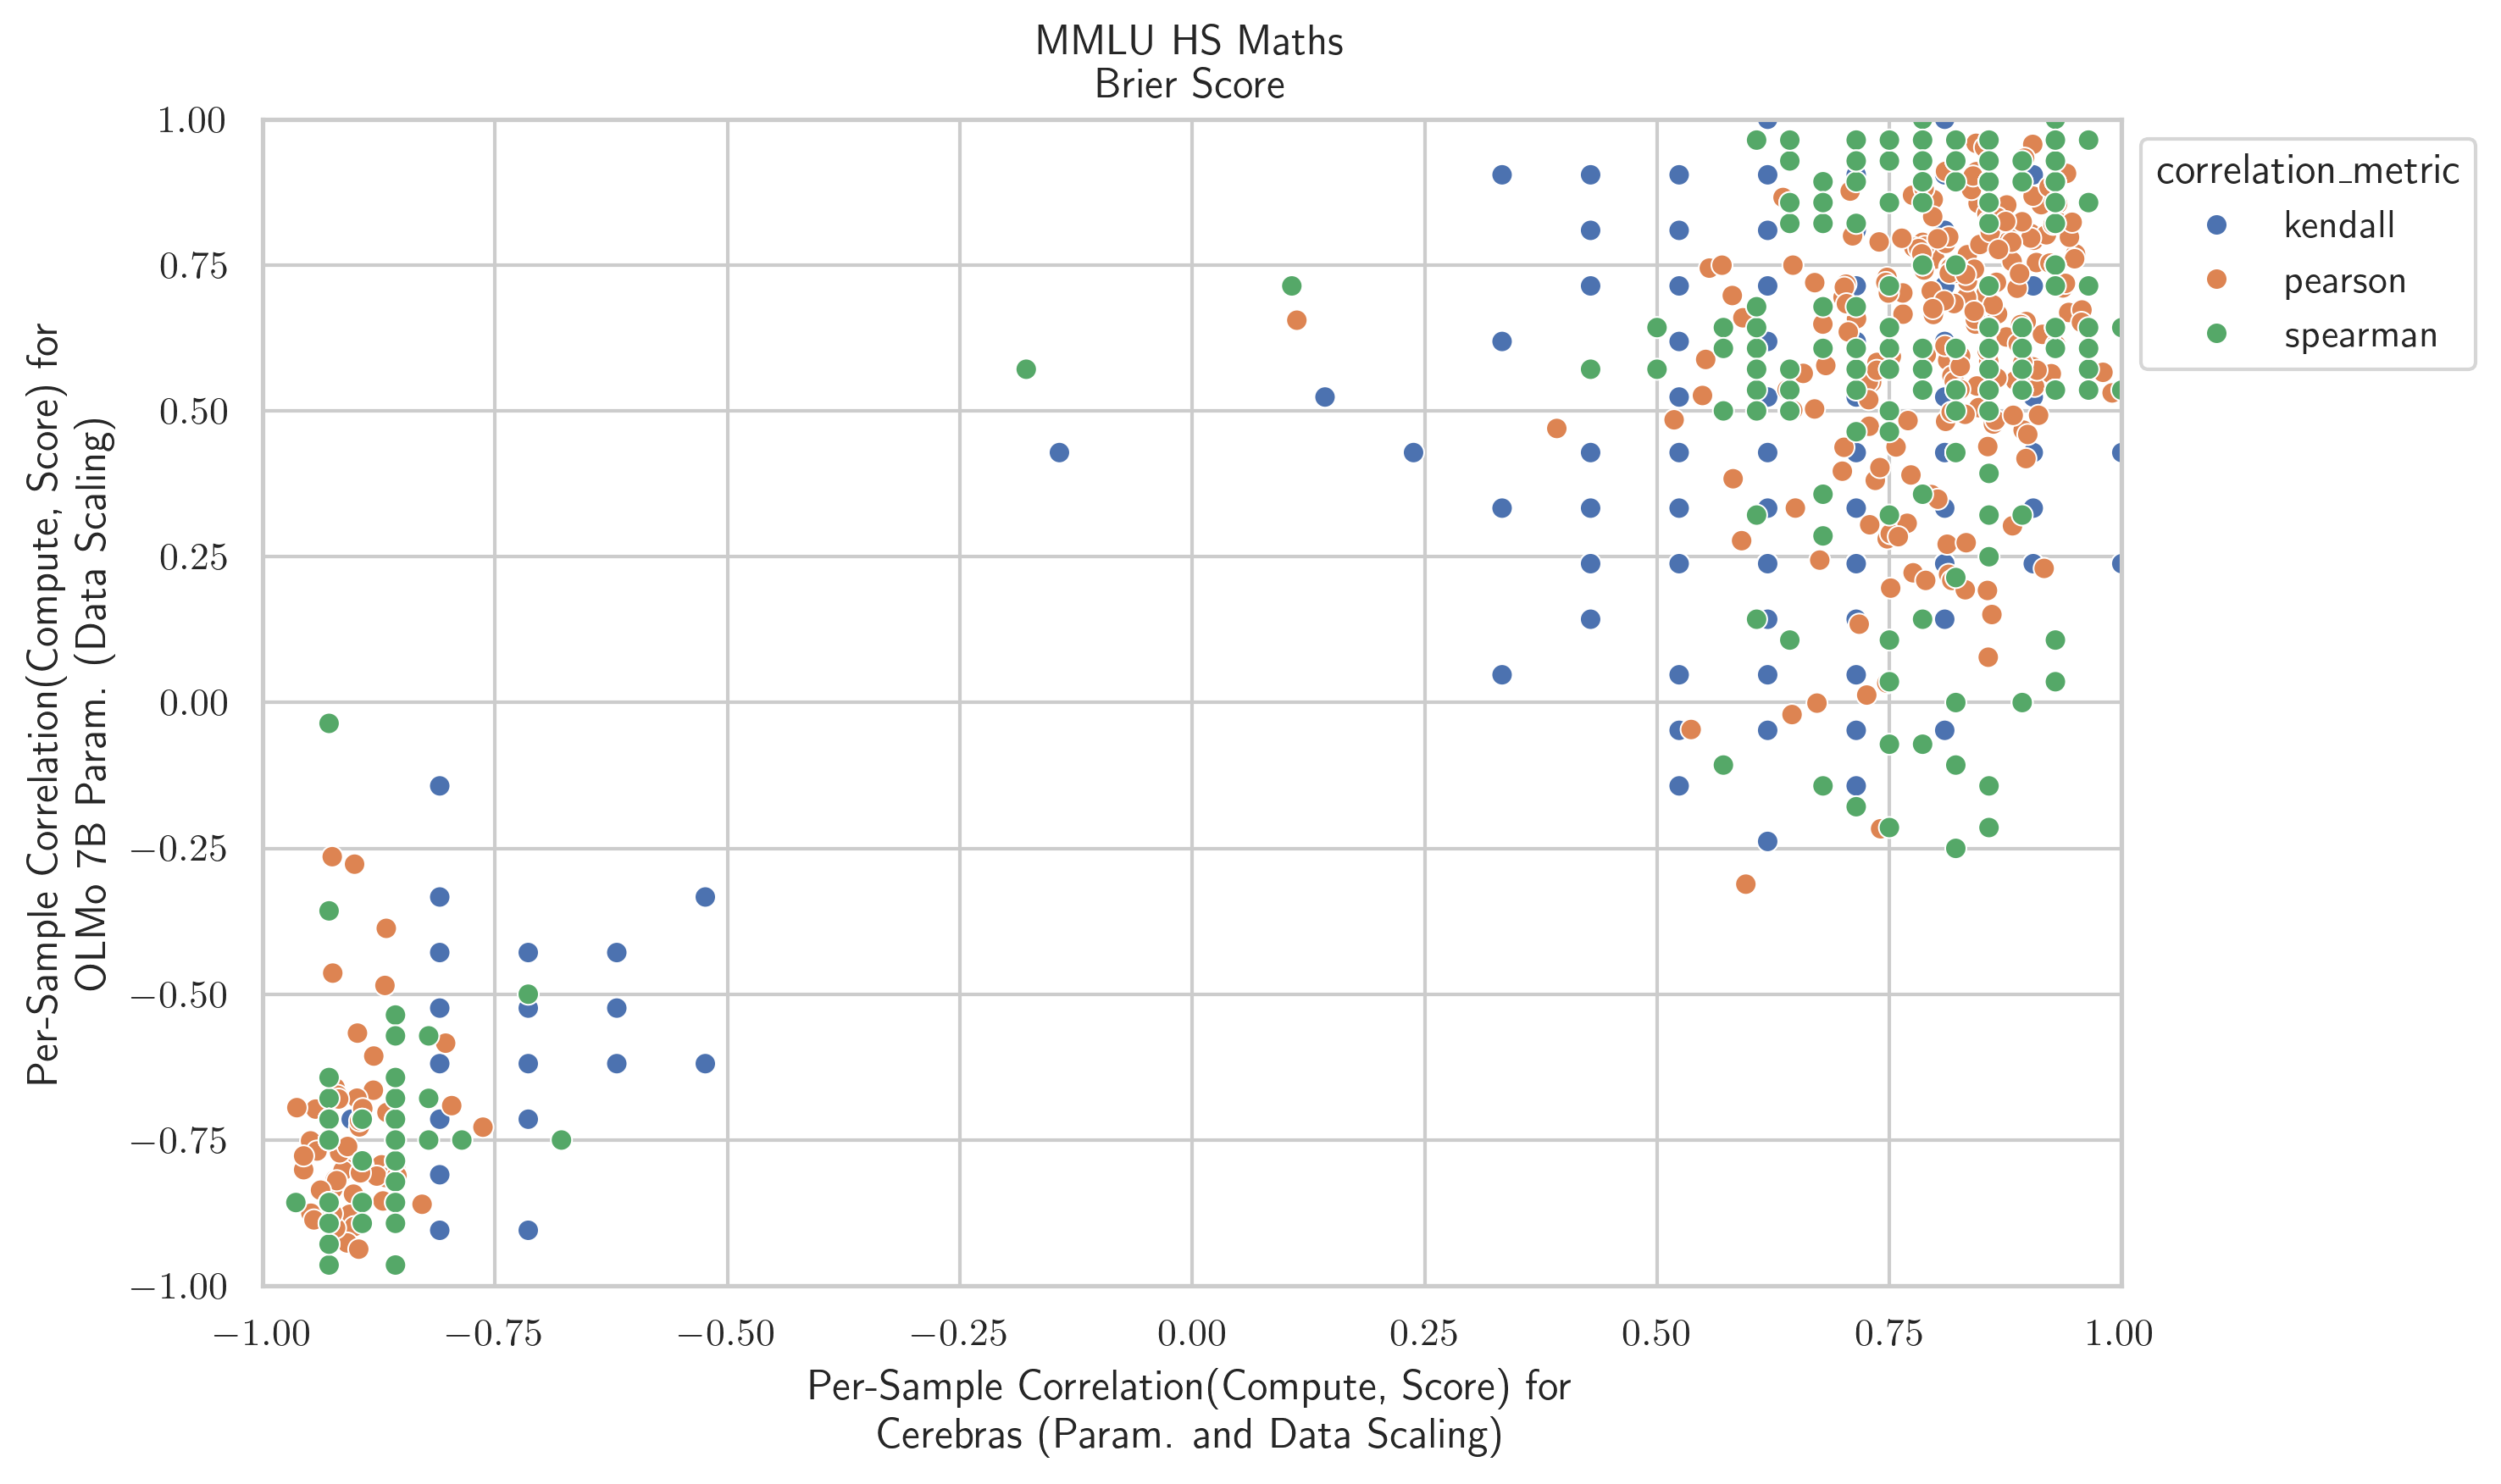 MMLU HS Maths
Brier Score
Per-Sample Correlation(Compute, Score) for
OLMo 7B Param. (Data Scaling)
1.00
0.75
0.50
0.25
0.00
−0.25
−0.50
−0.75
−1.00
correlation_metric
kendall
pearson
spearman
−1.00
−0.75
−0.50
−0.25
0.00
0.25
0.50
0.75
1.00
Per-Sample Correlation(Compute, Score) for
Cerebras (Param. and Data Scaling)